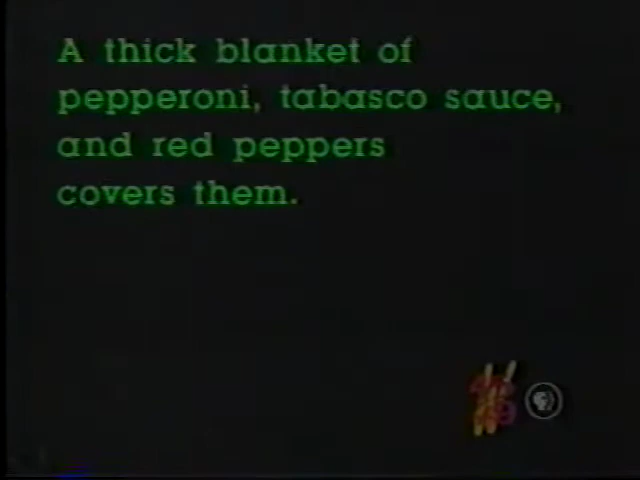 A thick blanket of
pepperoni, tabasco sauce,
and red peppers
covers them.